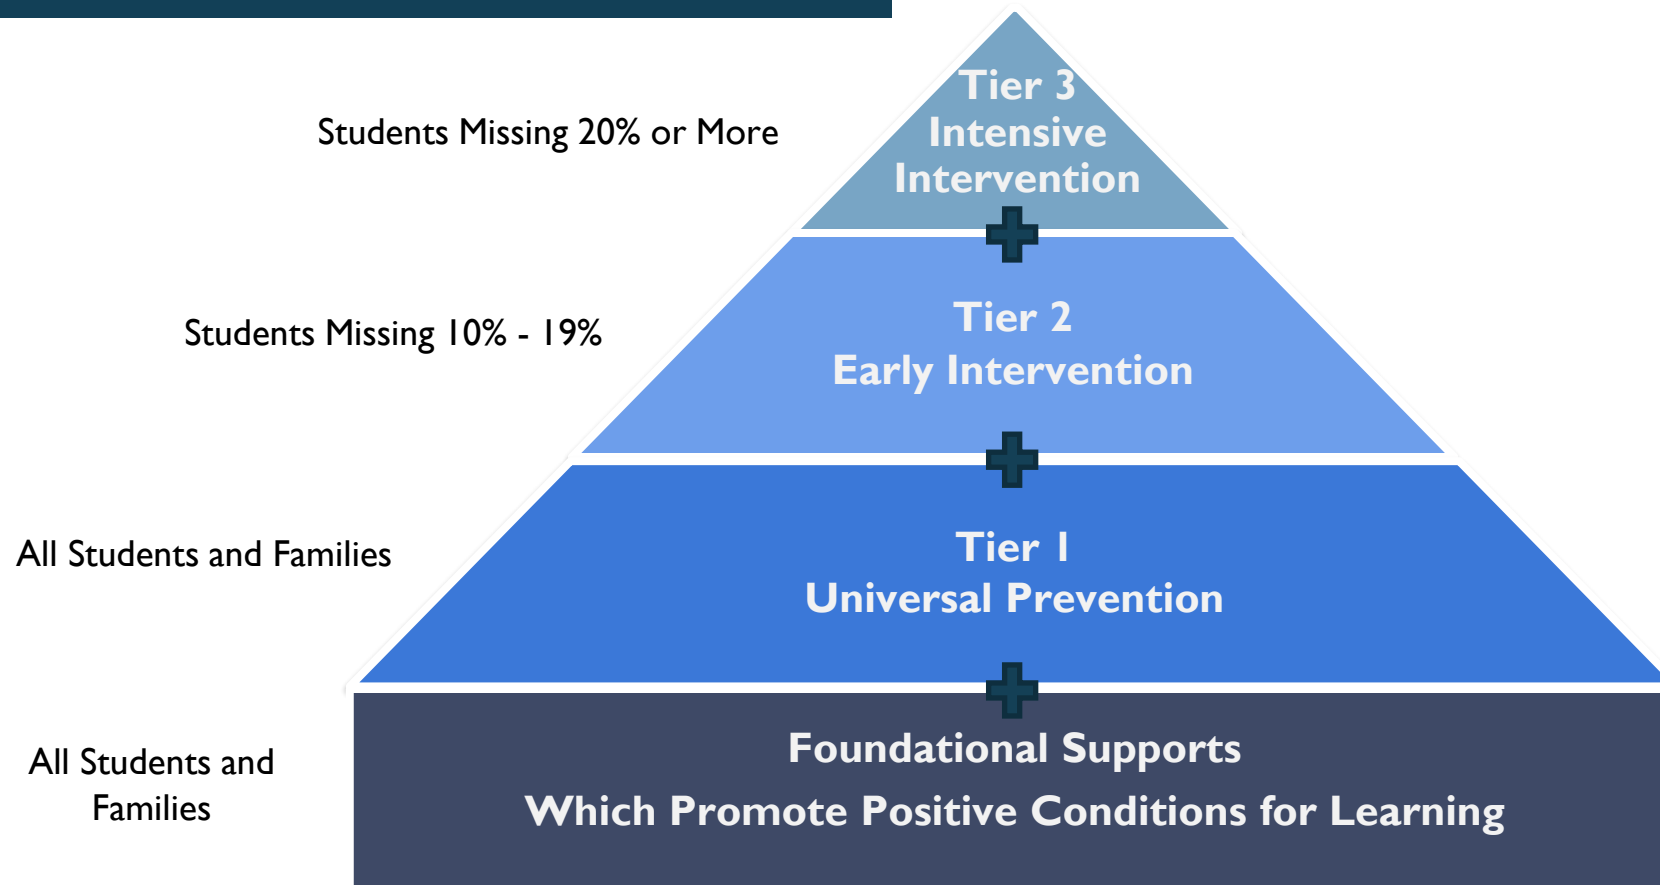 Tier 3
Intensive
Intervention
Students Missing 20% or More
Tier 2
Early Intervention
Students Missing 10% - 19%
Tier 1
Universal Prevention
All Students and Families
Foundational Supports
Which Promote Positive Conditions for Learning
All Students and
Families